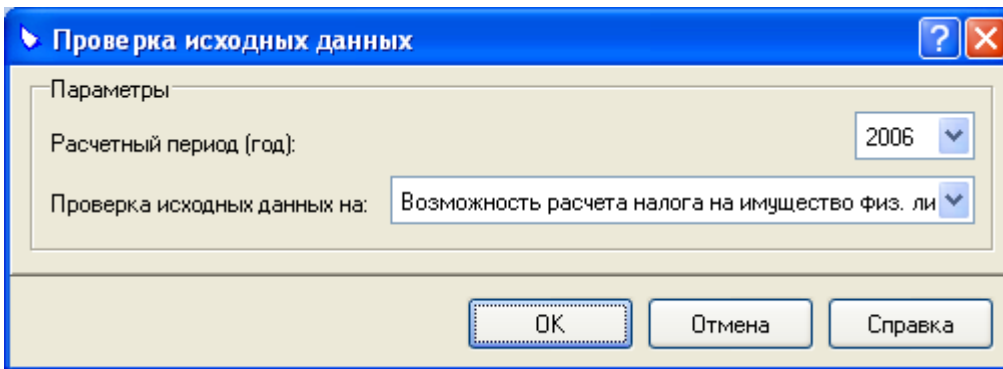 Проверка исходных данных
Параметры
Расчетный период (год): 2006
Проверка исходных данных на: Возможность расчета налога на имущество физ. ли
OK Отмена Справка